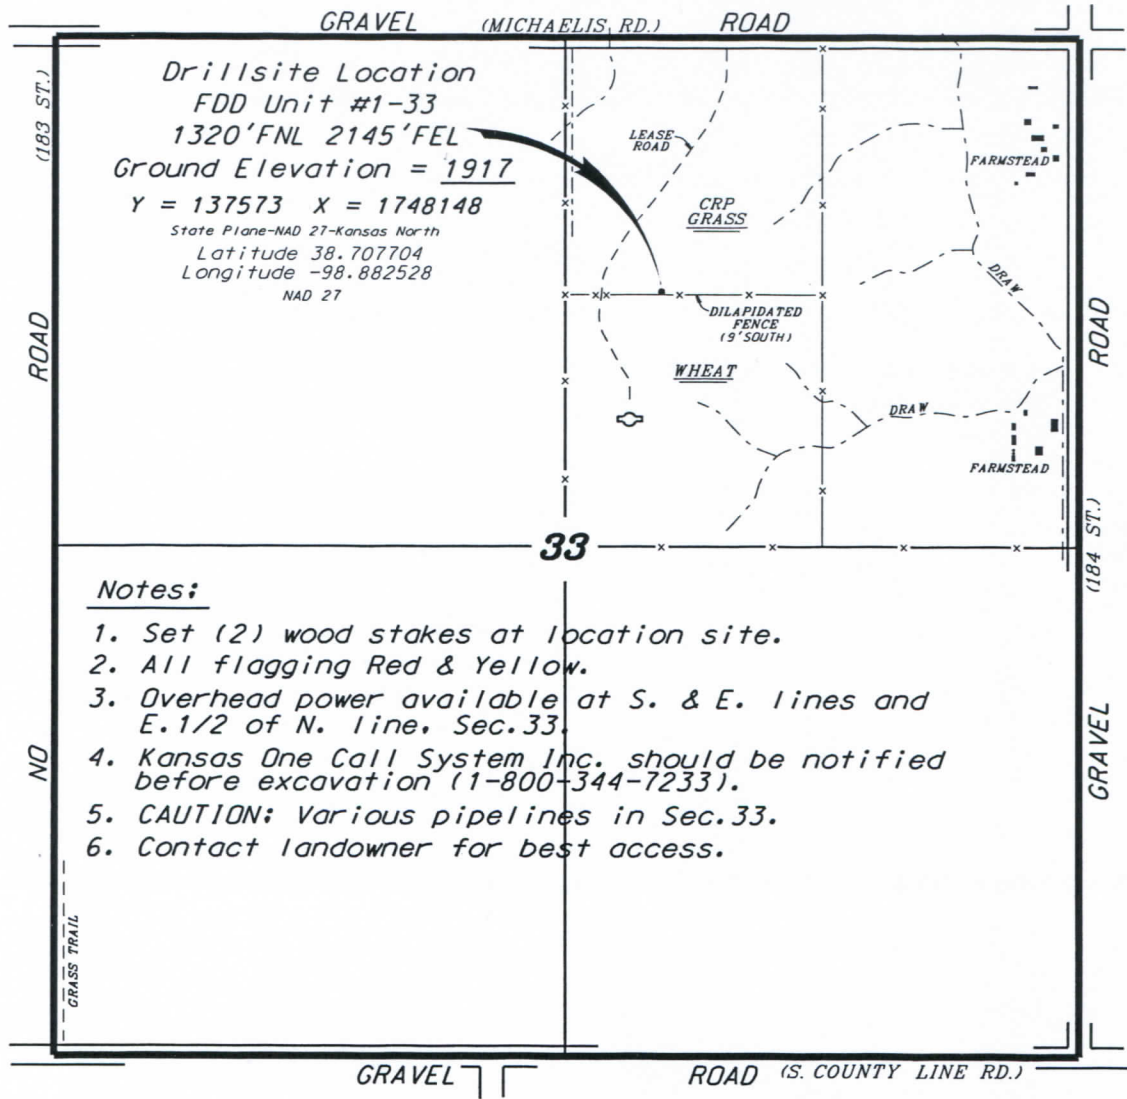 GRAVEL (MICHAELIS RD.) ROAD
(183 ST.)
Drillsite Location
FDD Unit #1-33
1320'FNL 2145'FEL
Ground Elevation = 1917
Y = 137573 X = 1748148
State Plane-NAD 27-Kansas North
Latitude 38.707704
Longitude -98.882528
NAD 27
LEASE
ROAD
CRP
GRASS
FARMSTEAD
DRAW
DILAPIDATED
FENCE
(9'SOUTH)
WHEAT
DRAW
FARMSTEAD
ROAD
ROAD
(184 ST.)
33
Notes:
1. Set (2) wood stakes at location site.
2. All flagging Red & Yellow.
3. Overhead power available at S. & E. lines and
E.1/2 of N. line, Sec.33.
4. Kansas One Call System Inc. should be notified
before excavation (1-800-344-7233).
5. CAUTION: Various pipelines in Sec.33.
6. Contact landowner for best access.
NO
GRAVEL
GRASS TRAIL
GRAVEL ROAD (S. COUNTY LINE RD.)